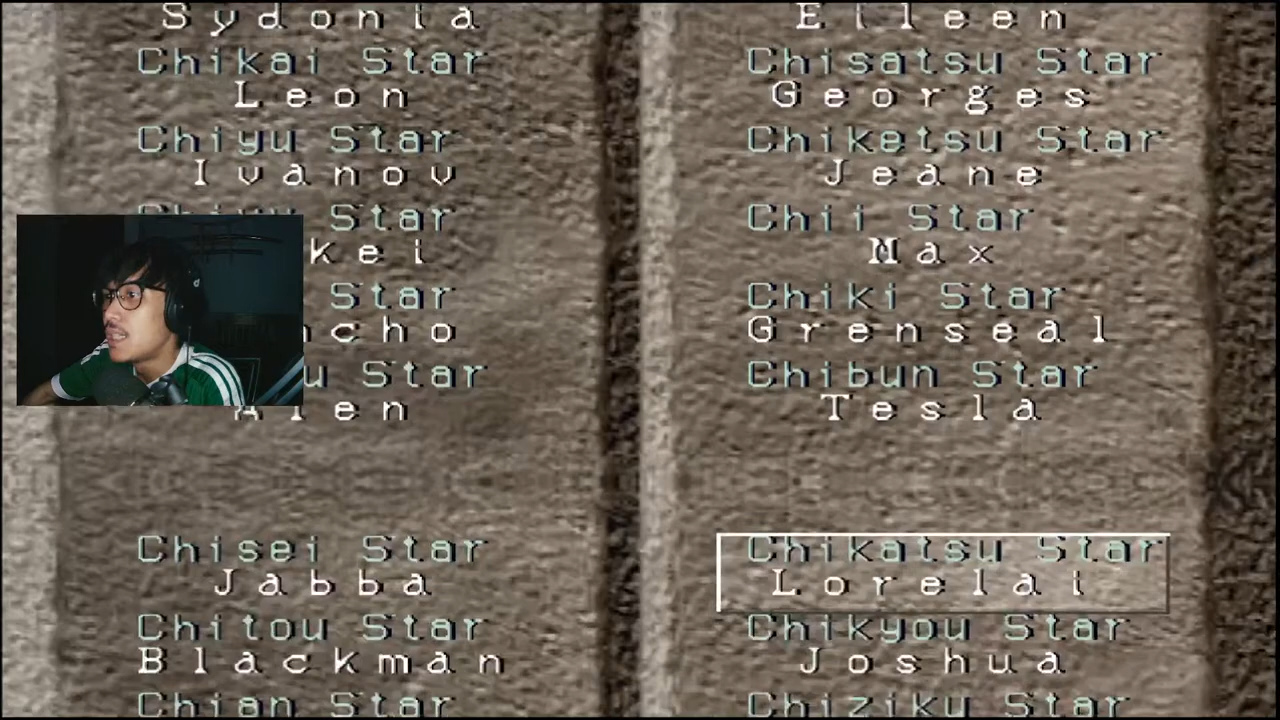 Sydonia
Eileen
Chikai Star
Leon
Chisatsu Star
Georges
Chiyu Star
Ivanov
Chiketsu Star
Jeane
Star
Chii Star
Max
Star
Chiki Star
Grenseal
Star
Chibun Star
Tesla
Chisei Star
Jabba
Chikatsu Star
Lorelai
Chitou Star
Blackman
Chikyou Star
Joshua
Chian Star
Chiziku Star